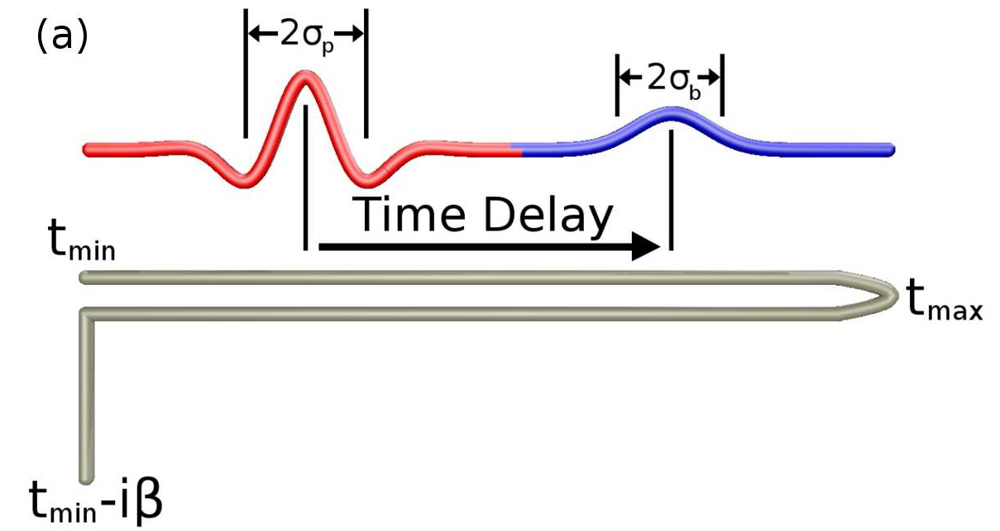 (a)
2σp
2σb
Time Delay
tmin
tmax
tmin-iβ